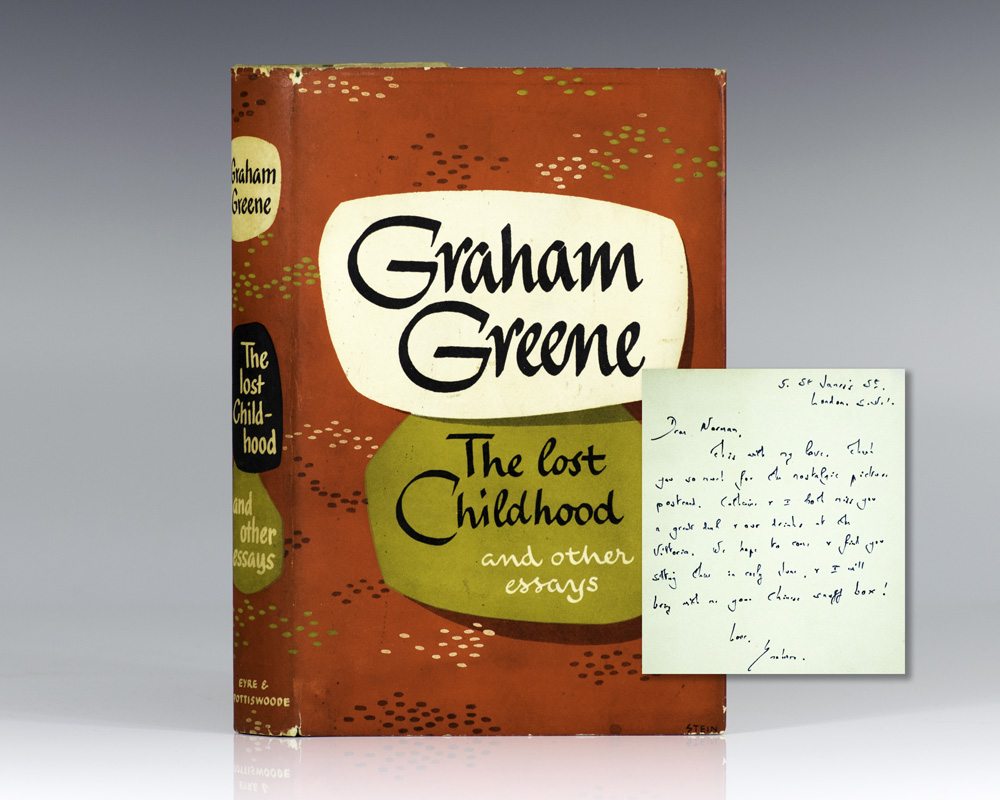 Graham
Greene
The
lost
Child-
hood
and
other
essays
EYRE &
POTTISWOODE
Graham
Greene
The lost
Childhood
and other
essays
STEIN
5. St James's St.
London. S.W.1.
Dear Norman,
This with my love. Thank
you so much for the nostalgic picture
postcard. Catherine & I both miss you
a great deal & our drinks at the
Vittoria. We hope to come & find you
sitting there in early June, & I will
bring with me your Chinese snuff box!
Love,
Graham.